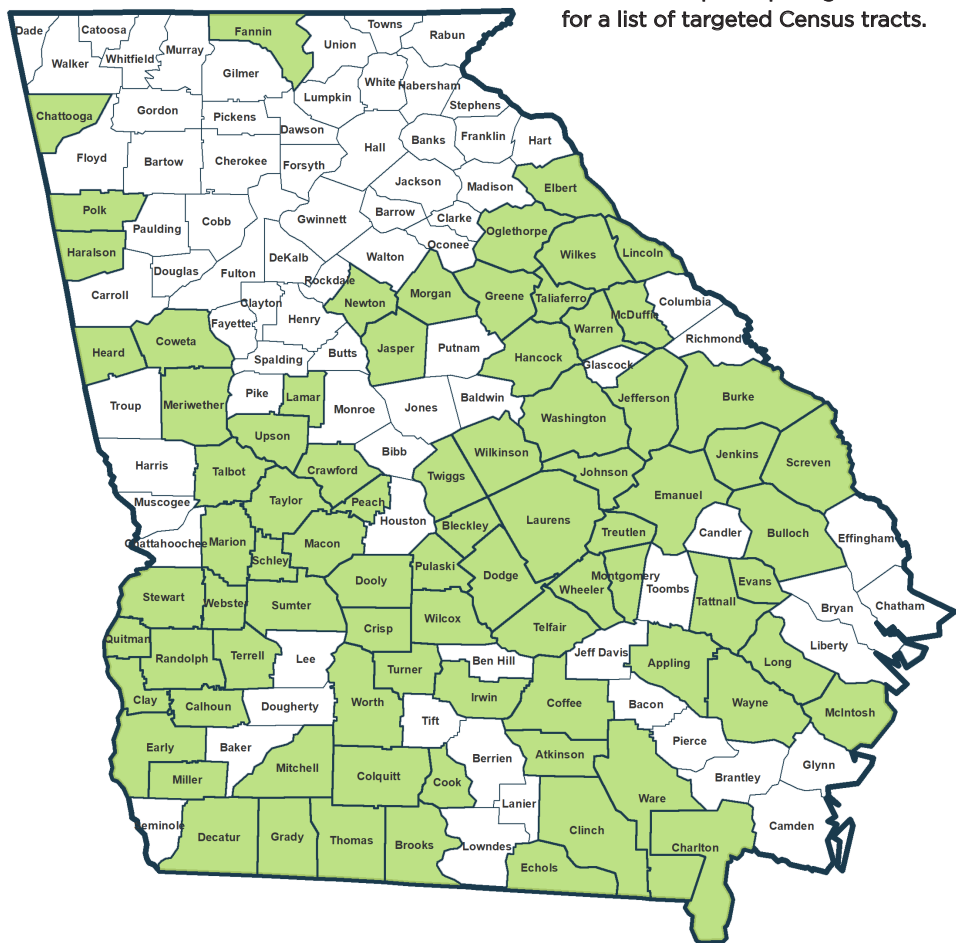 for a list of targeted Census tracts.
Dade
Catoosa
Fannin
Towns
Rabun
Walker
Whitfield
Murray
Union
Gilmer
White
Habersham
Lumpkin
Stephens
Chattooga
Gordon
Pickens
Dawson
Hall
Banks
Franklin
Hart
Floyd
Bartow
Cherokee
Forsyth
Jackson
Madison
Elbert
Polk
Paulding
Cobb
Gwinnett
Barrow
Clarke
Oglethorpe
Haralson
Oconee
Wilkes
Lincoln
Douglas
Fulton
DeKalb
Walton
Carroll
Rockdale
Clayton
Newton
Morgan
Greene
Taliaferro
Columbia
Fayette
Henry
Warren
McDuffie
Richmond
Heard
Coweta
Spalding
Butts
Jasper
Putnam
Hancock
Glascock
Troup
Meriwether
Pike
Lamar
Monroe
Jones
Baldwin
Washington
Jefferson
Burke
Upson
Bibb
Wilkinson
Harris
Talbot
Crawford
Twiggs
Johnson
Jenkins
Screven
Muscogee
Taylor
Peach
Houston
Emanuel
Chattahoochee
Marion
Macon
Bleckley
Laurens
Treutlen
Candler
Bulloch
Effingham
Schley
Dooly
Pulaski
Dodge
Wheeler
Montgomery
Toombs
Tattnall
Evans
Stewart
Webster
Sumter
Bryan
Chatham
Crisp
Wilcox
Telfair
Liberty
Quitman
Randolph
Terrell
Lee
Turner
Ben Hill
Jeff Davis
Appling
Long
Clay
Calhoun
Dougherty
Worth
Irwin
Coffee
Bacon
Wayne
McIntosh
Early
Baker
Tift
Pierce
Miller
Mitchell
Colquitt
Cook
Berrien
Atkinson
Brantley
Glynn
Lanier
Ware
eminole
Decatur
Grady
Thomas
Brooks
Lowndes
Clinch
Charlton
Camden
Echols